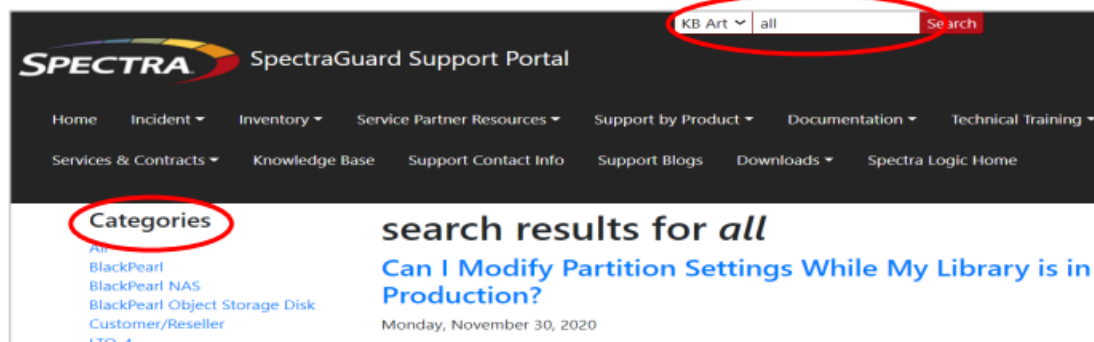 KB Art all Search
SPECTRA SpectraGuard Support Portal
Home Incident Inventory Service Partner Resources Support by Product Documentation Technical Training
Services & Contracts Knowledge Base Support Contact Info Support Blogs Downloads Spectra Logic Home
Categories
All
BlackPearl
BlackPearl NAS
BlackPearl Object Storage Disk
Customer/Reseller
LTO-4
search results for all
Can I Modify Partition Settings While My Library is in
Production?
Monday, November 30, 2020